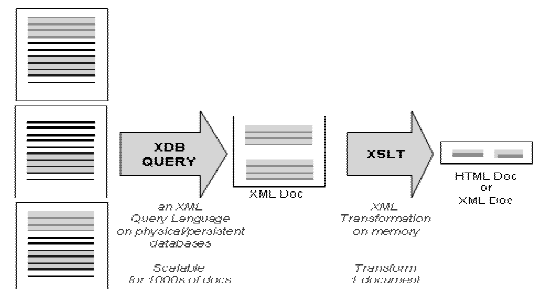 XDB
QUERY
XML Doc
XSLT
HTML Doc
or
XML Doc
an XML
Query Language
on physical/persistent
databases
Scalable
for 1000s of docs
XML
Transformation
on memory
Transform
1 document